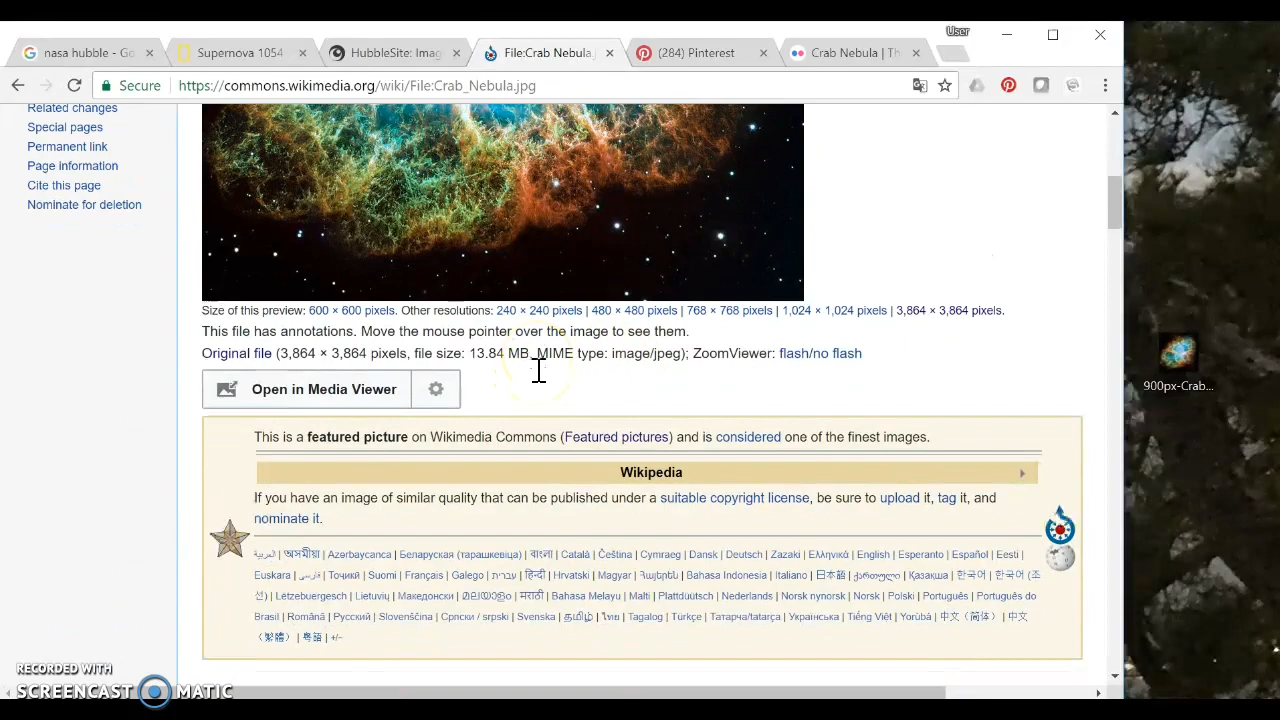 User
nasa hubble - Go
Supernova 1054
HubbleSite: Imag
File:Crab Nebula.j
(284) Pinterest
Crab Nebula | Th
Secure
https://commons.wikimedia.org/wiki/File:Crab_Nebula.jpg
Related changes
Special pages
Permanent link
Page information
Cite this page
Nominate for deletion
Size of this preview: 600 × 600 pixels. Other resolutions: 240 × 240 pixels | 480 × 480 pixels | 768 × 768 pixels | 1,024 × 1,024 pixels | 3,864 × 3,864 pixels.
This file has annotations. Move the mouse pointer over the image to see them.
Original file (3,864 × 3,864 pixels, file size: 13.84 MB, MIME type: image/jpeg); ZoomViewer: flash/no flash
900px-Crab...
Open in Media Viewer
This is a featured picture on Wikimedia Commons (Featured pictures) and is considered one of the finest images.
Wikipedia
If you have an image of similar quality that can be published under a suitable copyright license, be sure to upload it, tag it, and
nominate it.
العربية | অসমীয়া | Azərbaycanca | Беларуская (тарашкевіца) | বাংলা | Català | Čeština | Cymraeg | Dansk | Deutsch | Zazaki | Ελληνικά | English | Esperanto | Español | Eesti |
Euskara | فارسی | Тоҷикӣ | Suomi | Français | Galego | עברית | हिन्दी | Hrvatski | Magyar | Հայերեն | Bahasa Indonesia | Italiano | 日本語 | ქართული | Қазақша | 한국어 | 한국어 (조
선) | Lëtzebuergesch | Lietuvių | Македонски | മലയാളം | मराठी | Bahasa Melayu | Malti | Plattdüütsch | Nederlands | Norsk nynorsk | Norsk | Polski | Português | Português do
Brasil | Română | Русский | Slovenščina | Српски / srpski | Svenska | தமிழ் | ไทย | Tagalog | Türkçe | Татарча/tatarça | Українська | Tiếng Việt | Yorùbá | 中文（简体） | 中文
（繁體） | 粵語 | +/−
RECORDED WITH
SCREENCAST MATIC